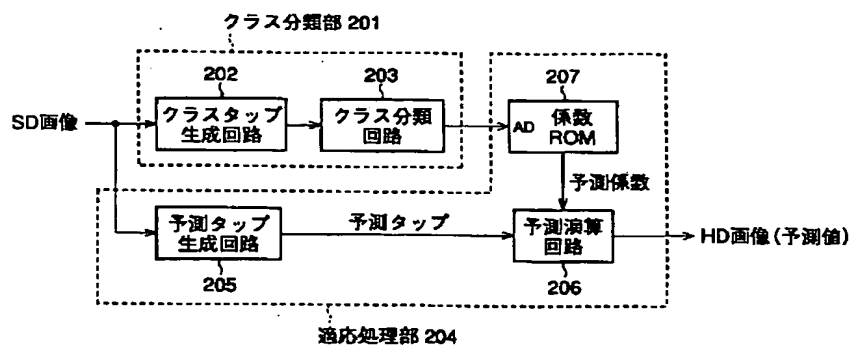 クラス分類部 201
202
203
207
SD画像
クラスタップ
生成回路
クラス分類
回路
AD
係数
ROM
予測係数
予測タップ
生成回路
予測タップ
予測演算
回路
HD画像(予測値)
205
206
適応処理部 204